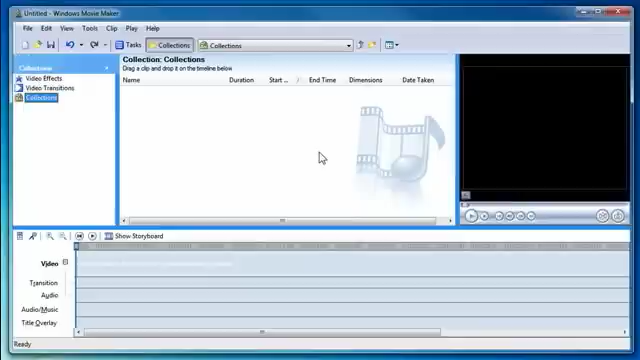 Untitled - Windows Movie Maker
File Edit View Tools Clip Play Help
Tasks Collections Collections
Collections
Video Effects
Video Transitions
Collections
Collection: Collections
Drag a clip and drop it on the timeline below
Name Duration Start ... / End Time Dimensions Date Taken
Show Storyboard
Video
Transition
Audio
Audio/Music
Title Overlay
Ready